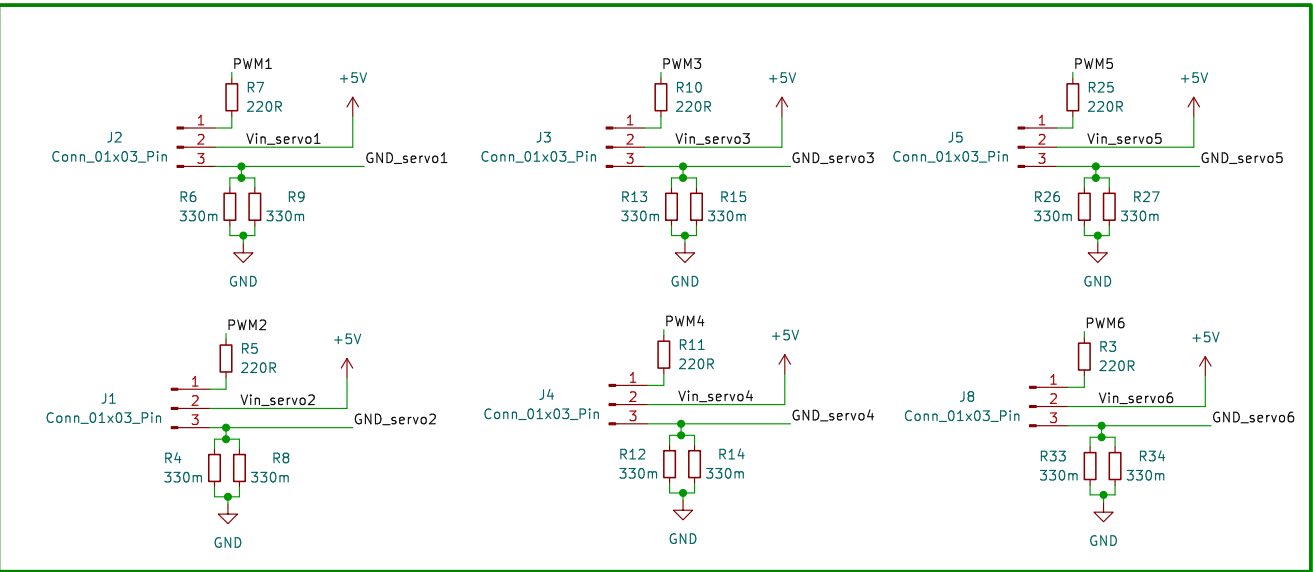 PWM1
R7
220R
+5V
1
2
3
J2
Conn_01x03_Pin
Vin_servo1
GND_servo1
R6
330m
R9
330m
GND
PWM3
R10
220R
+5V
1
2
3
J3
Conn_01x03_Pin
Vin_servo3
GND_servo3
R13
330m
R15
330m
GND
PWM5
R25
220R
+5V
1
2
3
J5
Conn_01x03_Pin
Vin_servo5
GND_servo5
R26
330m
R27
330m
GND
PWM2
R5
220R
+5V
1
2
3
J1
Conn_01x03_Pin
Vin_servo2
GND_servo2
R4
330m
R8
330m
GND
PWM4
R11
220R
+5V
1
2
3
J4
Conn_01x03_Pin
Vin_servo4
GND_servo4
R12
330m
R14
330m
GND
PWM6
R3
220R
+5V
1
2
3
J8
Conn_01x03_Pin
Vin_servo6
GND_servo6
R33
330m
R34
330m
GND